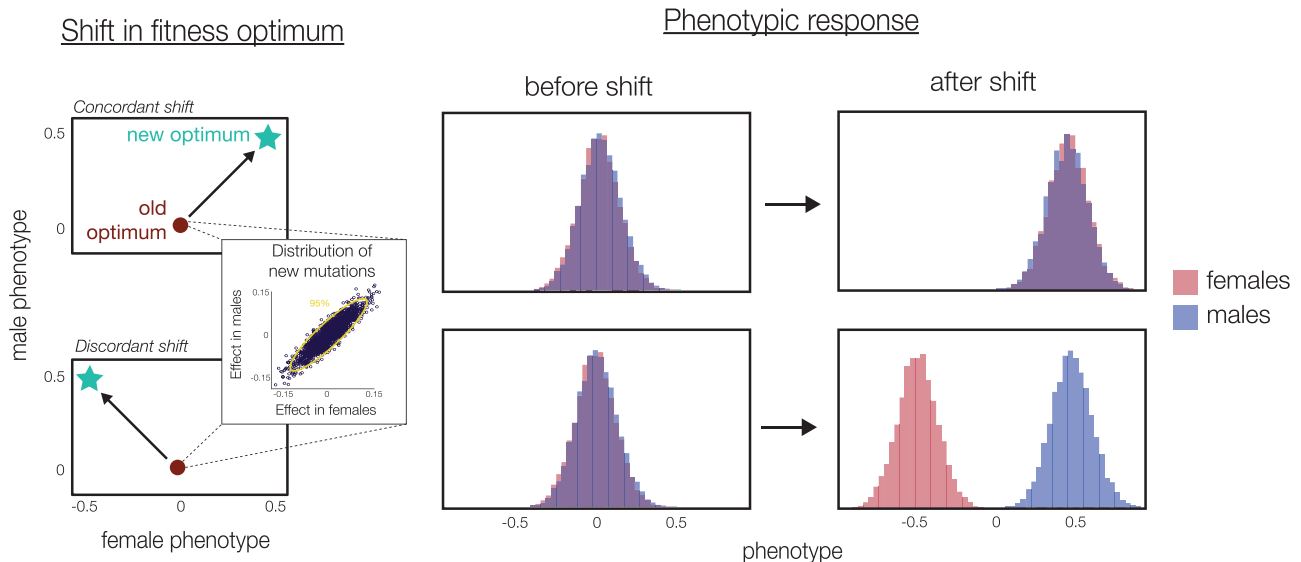 Shift in fitness optimum
Phenotypic response
before shift
after shift
Concordant shift
new optimum
old
optimum
0.5
0
male phenotype
Distribution of
new mutations
95%
0.15
0
-0.15
Effect in males
-0.15
0
0.15
Effect in females
Discordant shift
0.5
0
-0.5
0
0.5
female phenotype
-0.5
0
0.5
-0.5
0
0.5
phenotype
females
males